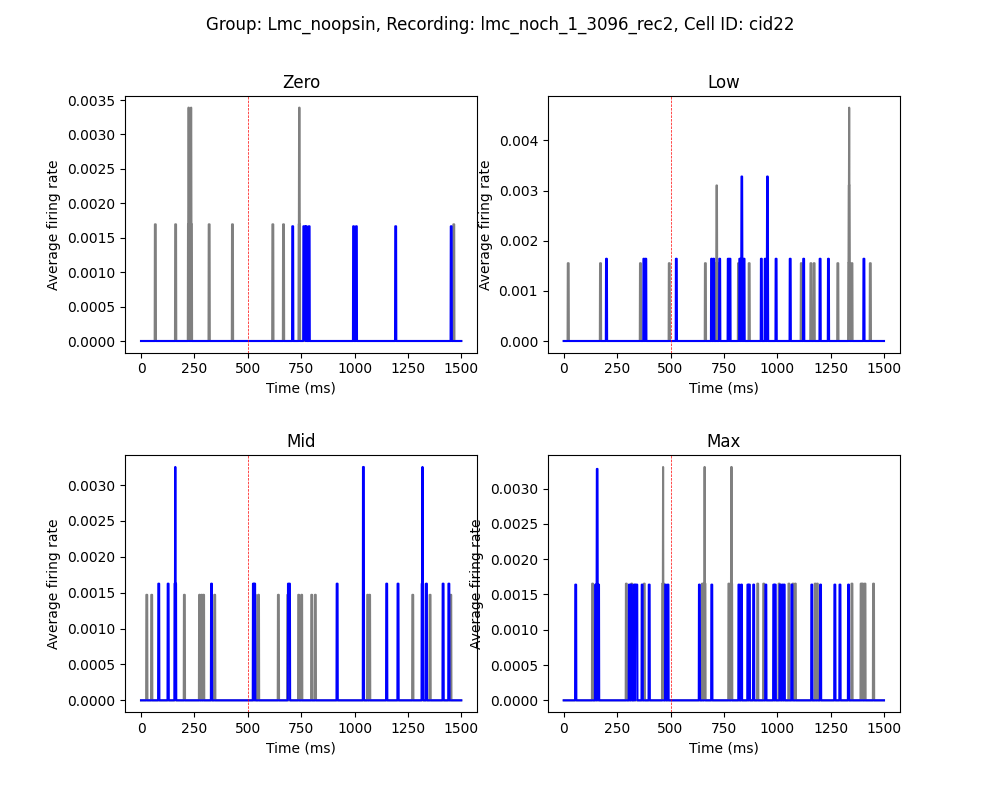 Group: Lmc_noopsin, Recording: lmc_noch_1_3096_rec2, Cell ID: cid22
Zero
Average firing rate
0.0035
0.0030
0.0025
0.0020
0.0015
0.0010
0.0005
0.0000
0 250 500 750 1000 1250 1500
Time (ms)
Low
Average firing rate
0.004
0.003
0.002
0.001
0.000
0 250 500 750 1000 1250 1500
Time (ms)
Mid
Average firing rate
0.0030
0.0025
0.0020
0.0015
0.0010
0.0005
0.0000
0 250 500 750 1000 1250 1500
Time (ms)
Max
Average firing rate
0.0030
0.0025
0.0020
0.0015
0.0010
0.0005
0.0000
0 250 500 750 1000 1250 1500
Time (ms)